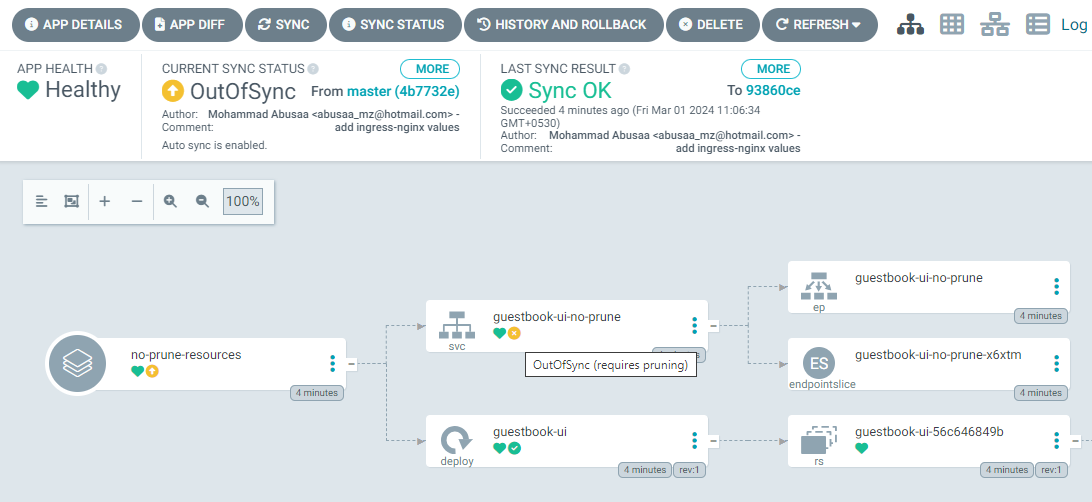 APP DETAILS APP DIFF SYNC SYNC STATUS HISTORY AND ROLLBACK DELETE REFRESH Log
APP HEALTH
Healthy
CURRENT SYNC STATUS MORE
OutOfSync From master (4b7732e)
Author: Mohammad Abusaa <abusaa_mz@hotmail.com> -
Comment: add ingress-nginx values
Auto sync is enabled.
LAST SYNC RESULT MORE
Sync OK To 93860ce
Succeeded 4 minutes ago (Fri Mar 01 2024 11:06:34
GMT+0530)
Author: Mohammad Abusaa <abusaa_mz@hotmail.com> -
Comment: add ingress-nginx values
100%
no-prune-resources
4 minutes
guestbook-ui-no-prune
svc
OutOfSync (requires pruning)
guestbook-ui
deploy
4 minutes rev:1
guestbook-ui-no-prune
ep
4 minutes
ES guestbook-ui-no-prune-x6xtm
endpointslice
4 minutes
guestbook-ui-56c646849b
rs
4 minutes rev:1